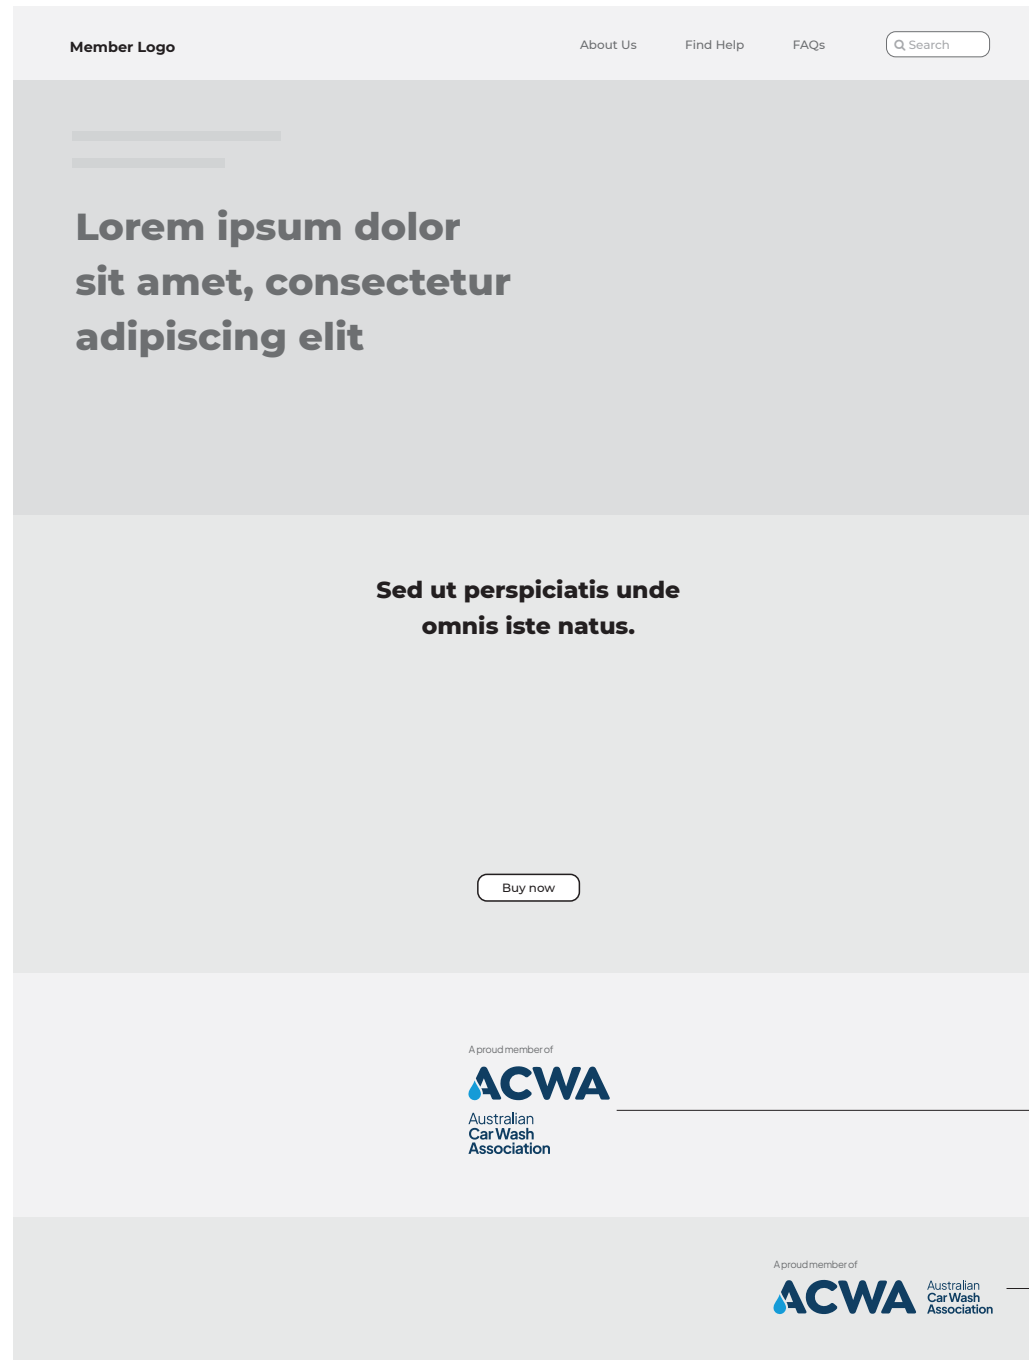 Member Logo
About Us
Find Help
FAQs
Search
Lorem ipsum dolor
sit amet, consectetur
adipiscing elit
Sed ut perspiciatis unde
omnis iste natus.
Buy now
A proud member of
ACWA
Australian
Car Wash
Association
A proud member of
ACWA
Australian
Car Wash
Association